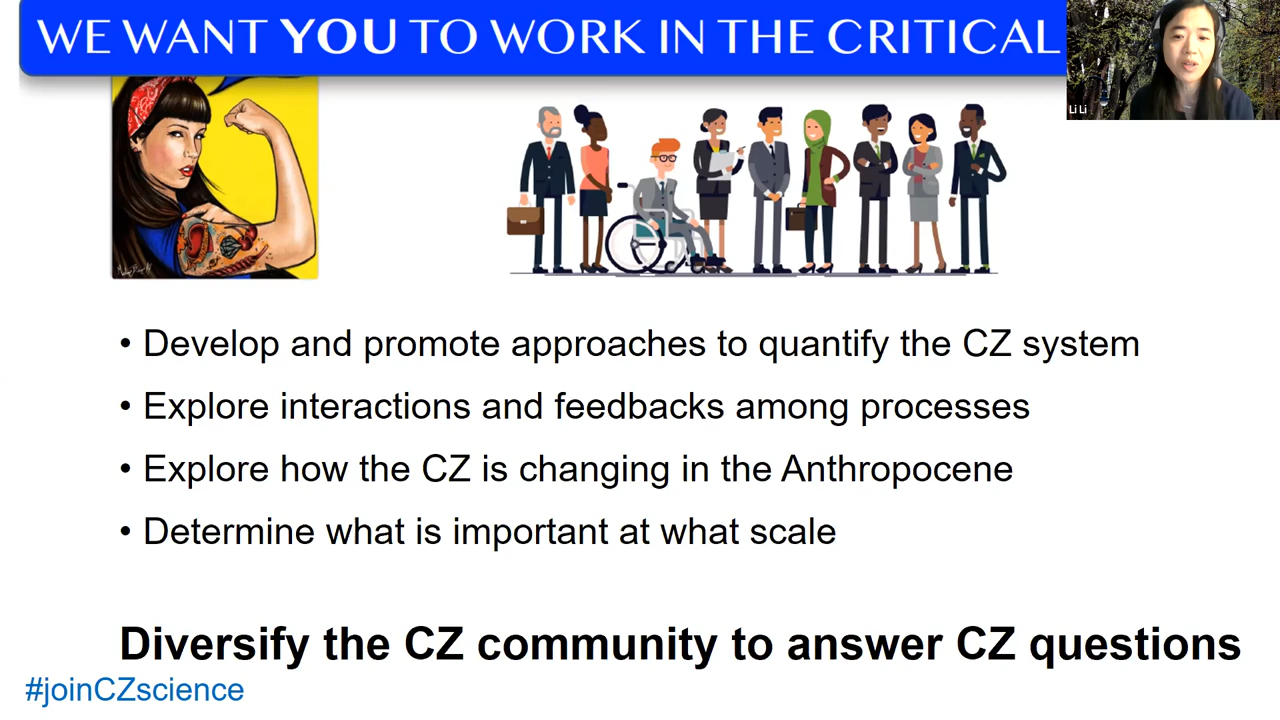 WE WANT YOU TO WORK IN THE CRITICAL
Li Li
• Develop and promote approaches to quantify the CZ system
• Explore interactions and feedbacks among processes
• Explore how the CZ is changing in the Anthropocene
• Determine what is important at what scale
Diversify the CZ community to answer CZ questions
#joinCZscience